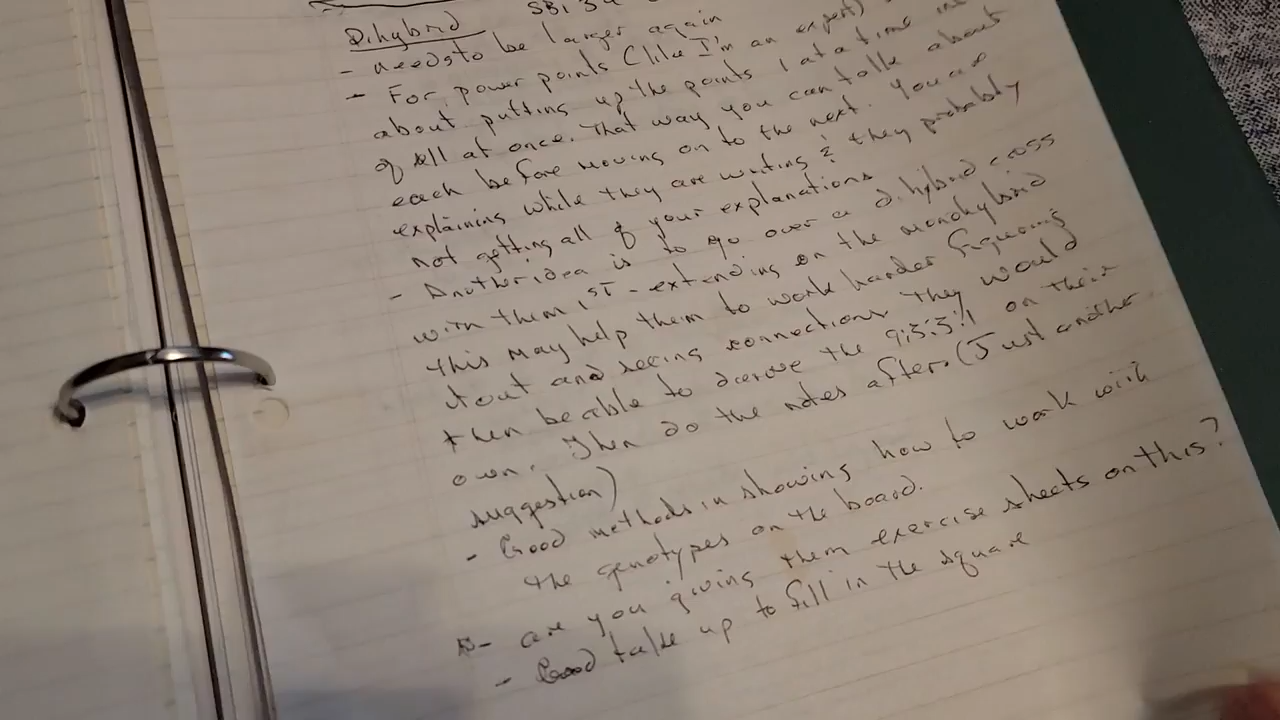 Dihybrid SBI 3U
- needs to be larger again
- For power points (like I'm an expert)
about putting up the points 1 at a time
of all at once. That way you can talk about
each before moving on to the next. You are
explaining while they are writing & they probably
not getting all of your explanations
- Another idea is to go over a dihybrid cross
with them 1ST - extending on the monohybrid
this may help them to work harder figuring
it out and seeing connections they would
then be able to derive the 9:3:3:1 on their
own. Then do the notes after (Just another
suggestion)
- Good methods in showing how to work with
the genotypes on the board.
- are you giving them exercise sheets on this?
- Good take up to fill in the square